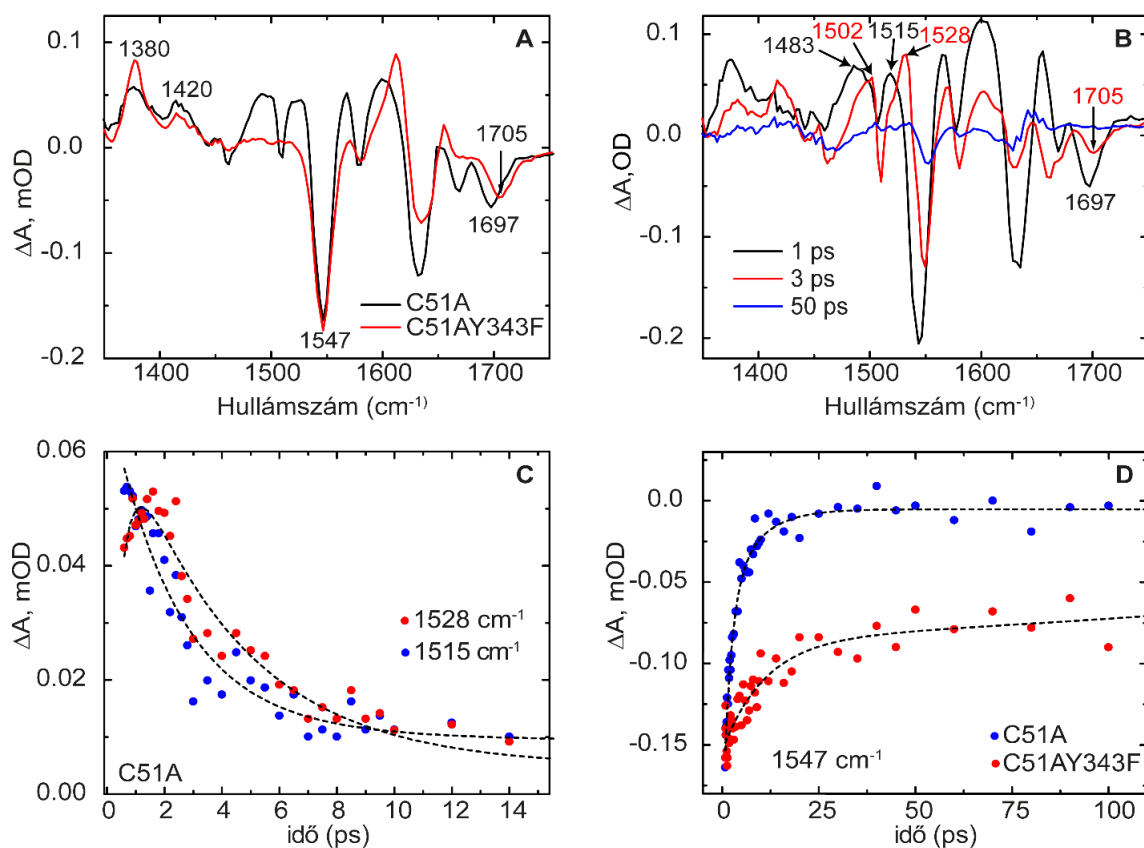 A
0.1
0.0
-0.1
-0.2
ΔA, mOD
1380
1420
1547
1705
1697
C51A
C51AY343F
1400 1500 1600 1700
Hullámszám (cm⁻¹⁾
B
0.1
0.0
-0.1
-0.2
ΔA,OD
1483
1502
1515
1528
1705
1697
1 ps
3 ps
50 ps
1400 1500 1600 1700
Hullámszám (cm⁻¹⁾
C
0.06
0.04
0.02
0.00
ΔA, mOD
1528 cm⁻¹
1515 cm⁻¹
C51A
0 2 4 6 8 10 12 14
idő (ps)
D
0.0
-0.05
-0.10
-0.15
ΔA, mOD
C51A
C51AY343F
1547 cm⁻¹
0 25 50 75 100
idő (ps)